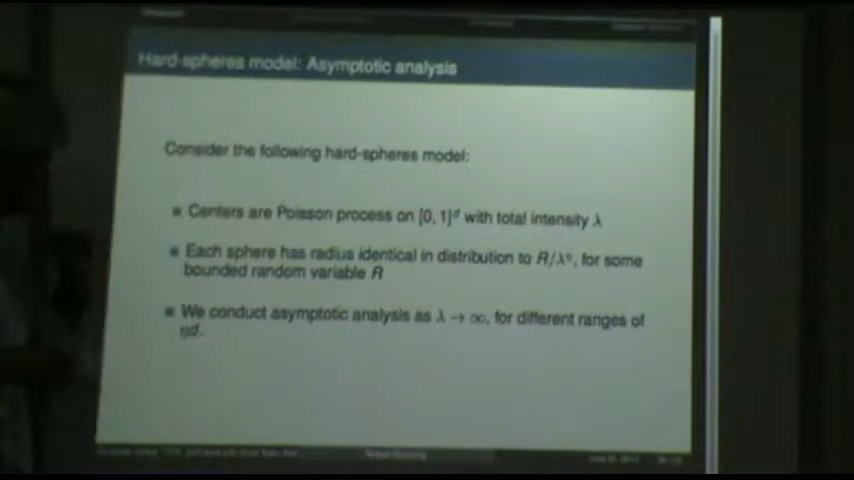 Hard-spheres model: Asymptotic analysis
Consider the following hard-spheres model:
Centers are Poisson process on [0, 1]^d with total intensity λ
Each sphere has radius identical in distribution to R/λ^η, for some
bounded random variable R
We conduct asymptotic analysis as λ → ∞, for different ranges of
ηd.